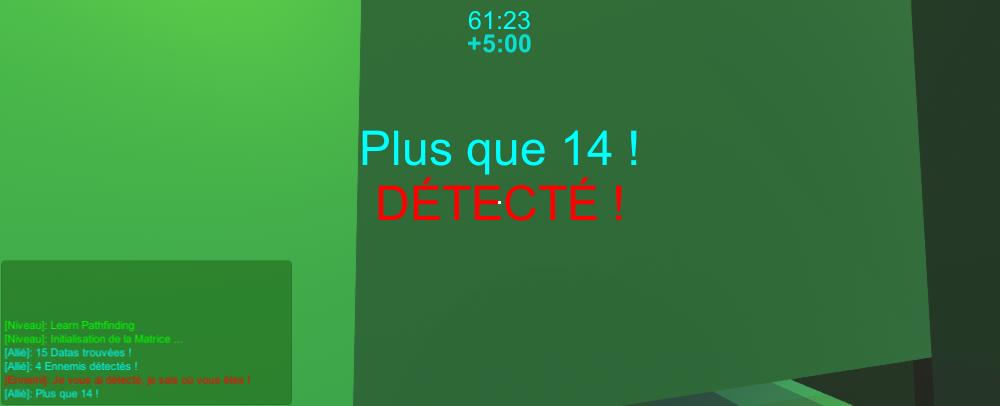 61:23
+5:00
Plus que 14 !
DÉTECTÉ !
[Niveau]: Learn Pathfinding
[Niveau]: Initialisation de la Matrice ...
[Allié]: 15 Datas trouvées !
[Allié]: 4 Ennemis détectés !
[Ennemi]: Je vous ai détecté, je sais où vous êtes !
[Allié]: Plus que 14 !